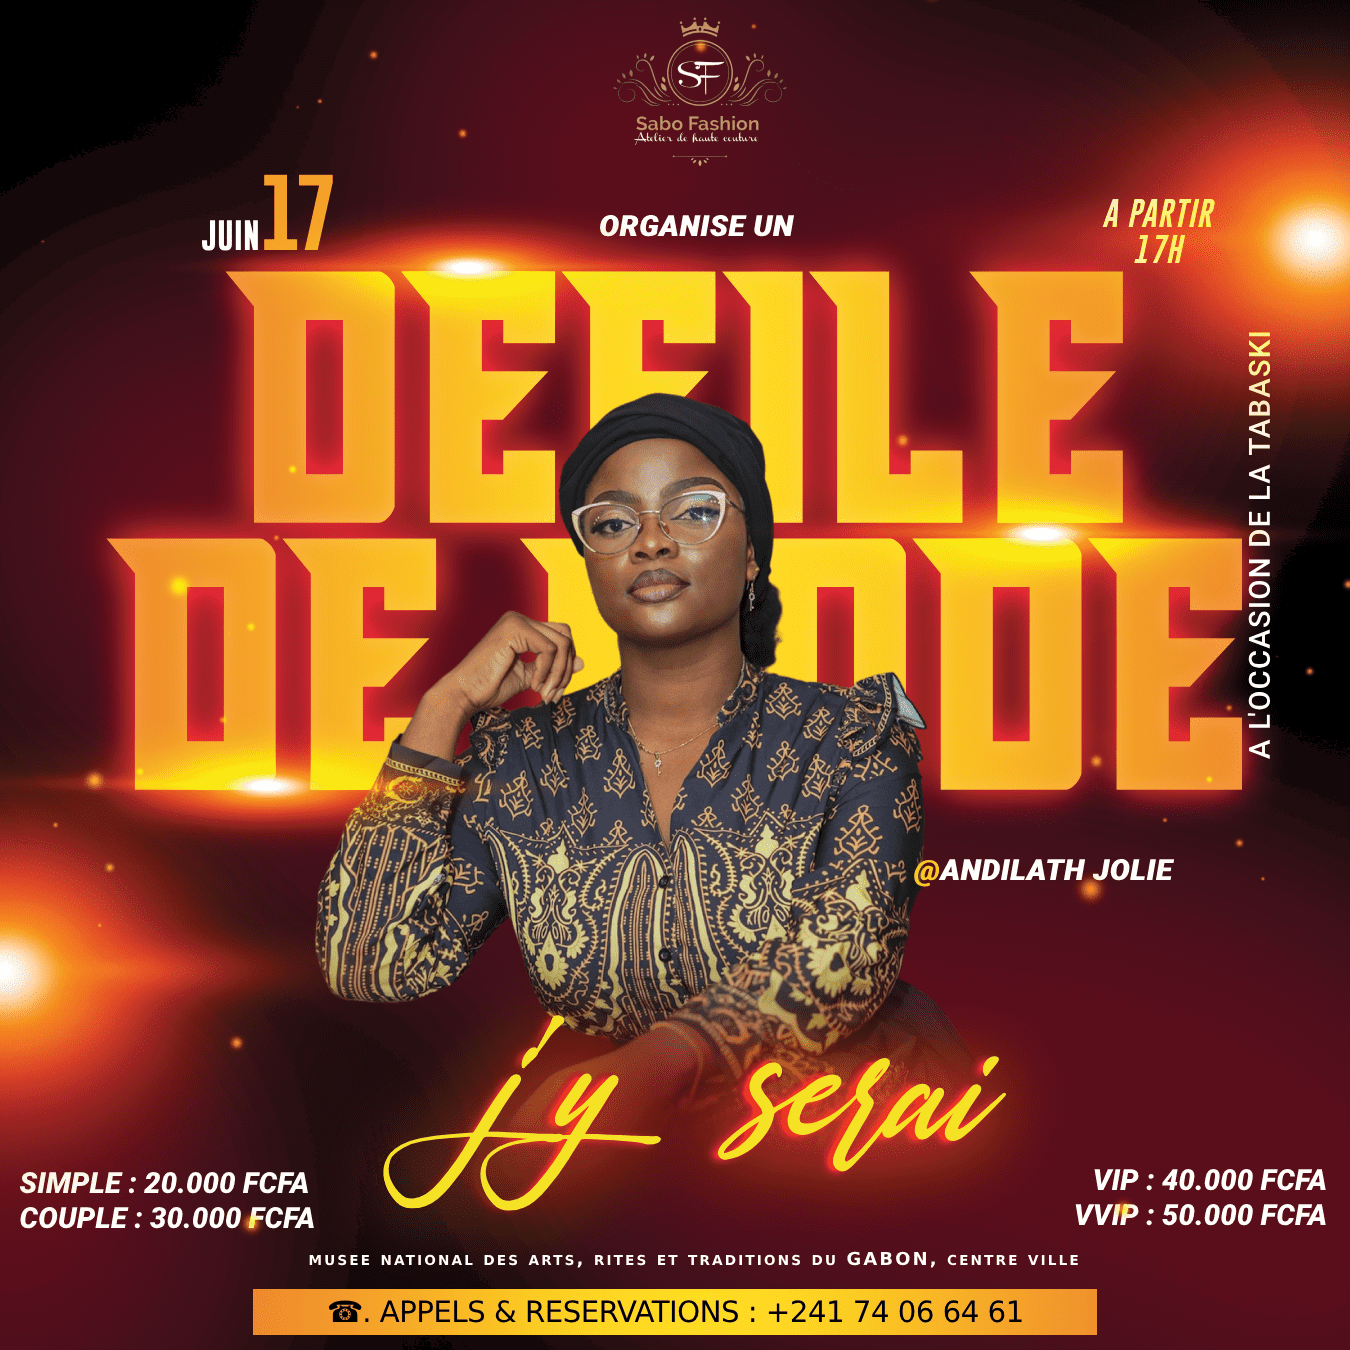 SF
Sabo Fashion
Atelier de haute couture
JUIN 17
ORGANISE UN
A PARTIR
17H
DEFILE
DE MODE
A L'OCCASION DE LA TABASKI
@ANDILATH JOLIE
j'y serai
SIMPLE : 20.000 FCFA
COUPLE : 30.000 FCFA
VIP : 40.000 FCFA
VVIP : 50.000 FCFA
MUSEE NATIONAL DES ARTS, RITES ET TRADITIONS DU GABON, CENTRE VILLE
☎. APPELS & RESERVATIONS : +241 74 06 64 61